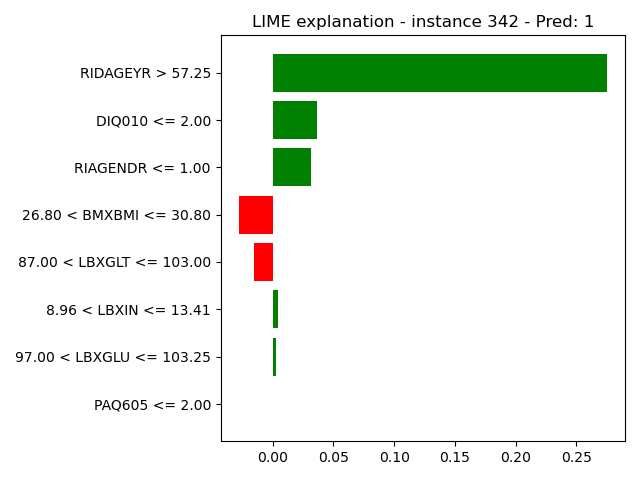 LIME explanation - instance 342 - Pred: 1
RIDAGEYR > 57.25
DIQ010 <= 2.00
RIAGENDR <= 1.00
26.80 < BMXBMI <= 30.80
87.00 < LBXGLT <= 103.00
8.96 < LBXIN <= 13.41
97.00 < LBXGLU <= 103.25
PAQ605 <= 2.00
0.00 0.05 0.10 0.15 0.20 0.25